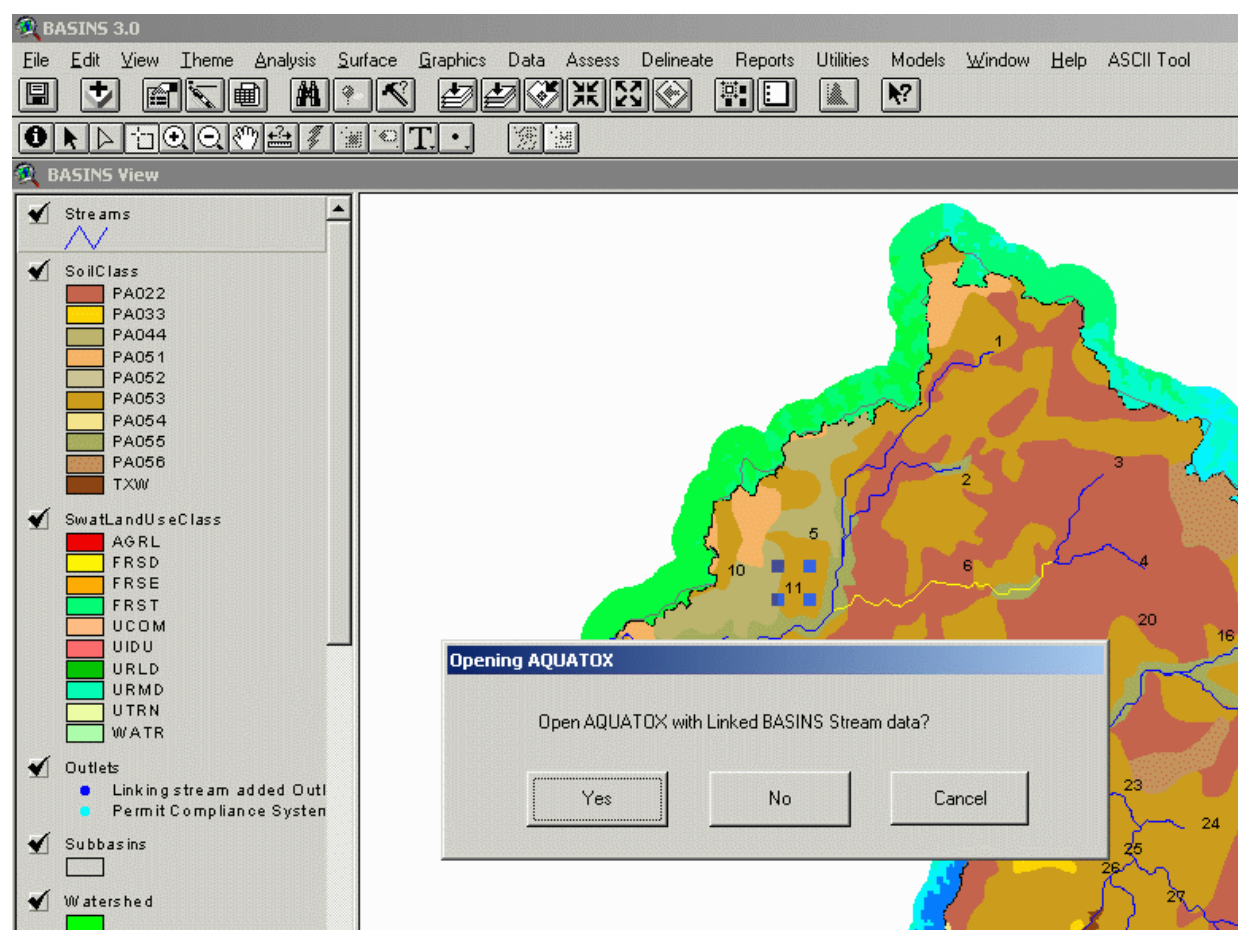 BASINS 3.0
File Edit View Theme Analysis Surface Graphics Data Assess Delineate Reports Utilities Models Window Help ASCII Tool
T
BASINS View
Streams
SoilClass
PA022
PA033
PA044
PA051
PA052
PA053
PA054
PA055
PA056
TXW
SwatLandUseClass
AGRL
FRSD
FRSE
FRST
UCOM
UIDU
URLD
URMD
UTRN
WATR
Outlets
Linking stream added Outl
Permit Compliance System
Subbasins
Watershed
1
2
3
4
5
6
10
11
20
16
Opening AQUATOX
Open AQUATOX with Linked BASINS Stream data?
Yes No Cancel
23
24
25
26
27